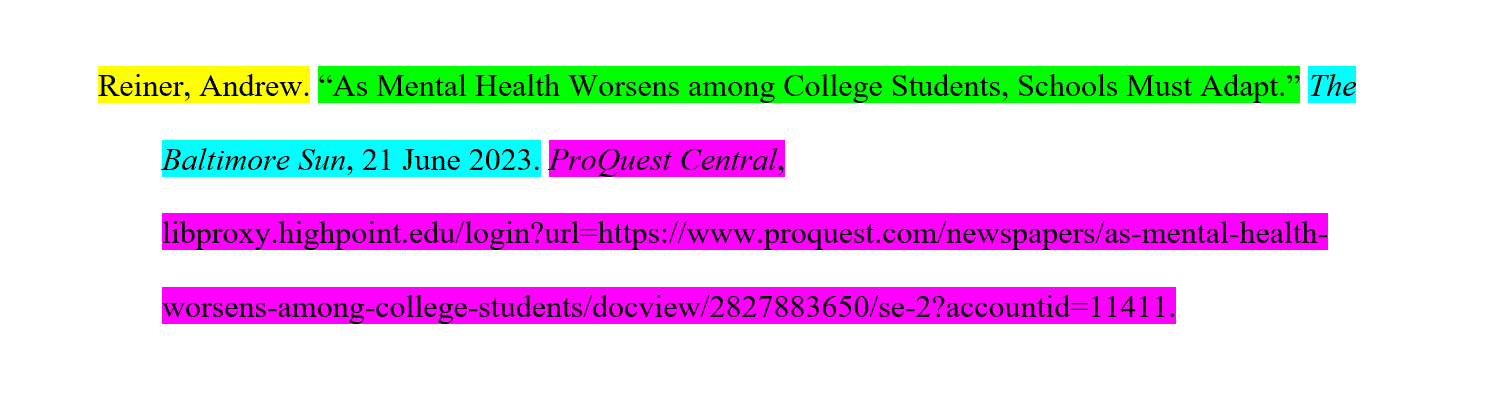 Reiner, Andrew. “As Mental Health Worsens among College Students, Schools Must Adapt.” The
Baltimore Sun, 21 June 2023. ProQuest Central,
libproxy.highpoint.edu/login?url=https://www.proquest.com/newspapers/as-mental-health-
worsens-among-college-students/docview/2827883650/se-2?accountid=11411.